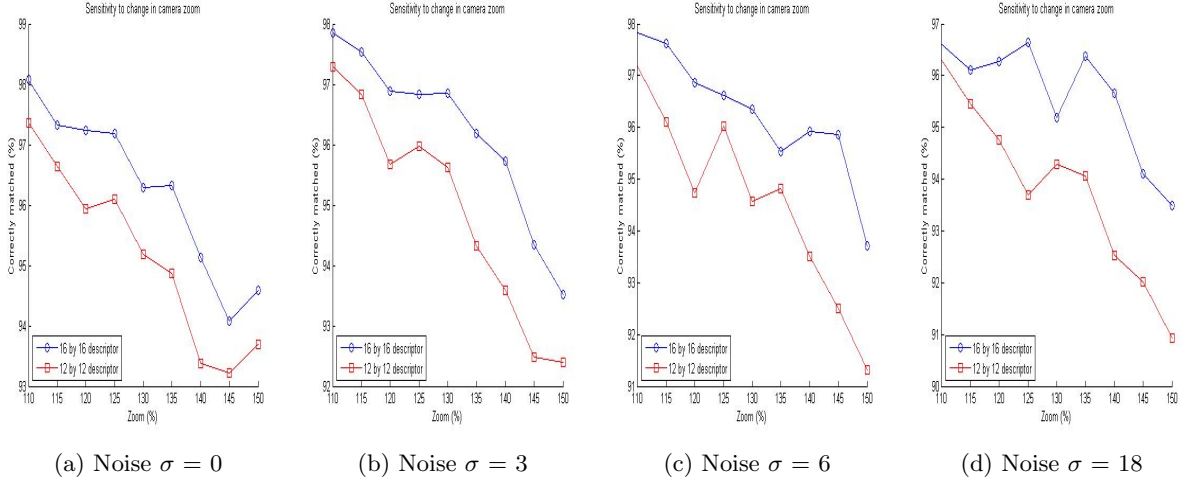 Sensitivity to change in camera zoom
Correctly matched (%)
99
98
97
96
95
94
93
110 115 120 125 130 135 140 145 150
Zoom (%)
16 by 16 descriptor
12 by 12 descriptor
(a) Noise σ = 0
Sensitivity to change in camera zoom
Correctly matched (%)
98
97
96
95
94
93
92
110 115 120 125 130 135 140 145 150
Zoom (%)
16 by 16 descriptor
12 by 12 descriptor
(b) Noise σ = 3
Sensitivity to change in camera zoom
Correctly matched (%)
98
97
96
95
94
93
92
91
110 115 120 125 130 135 140 145 150
Zoom (%)
16 by 16 descriptor
12 by 12 descriptor
(c) Noise σ = 6
Sensitivity to change in camera zoom
Correctly matched (%)
97
96
95
94
93
92
91
90
110 115 120 125 130 135 140 145 150
Zoom (%)
16 by 16 descriptor
12 by 12 descriptor
(d) Noise σ = 18